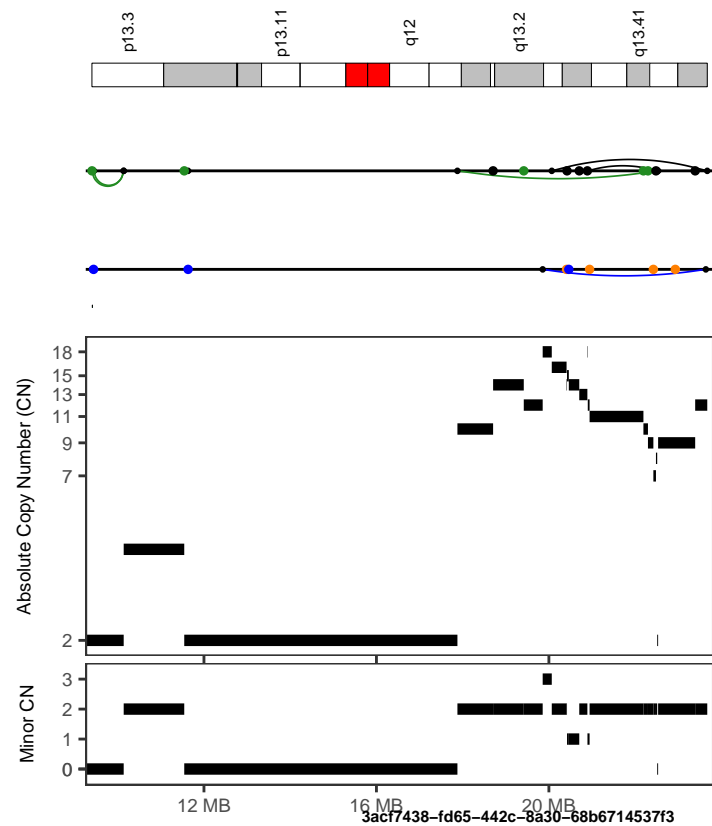 p13.3
p13.11
q12
q13.2
q13.41
Absolute Copy Number (CN)
18
15
13
11
9
7
2
Minor CN
3
2
1
0
12 MB
16 MB
20 MB
3acf7438–fd65–442c–8a30–68b6714537f3